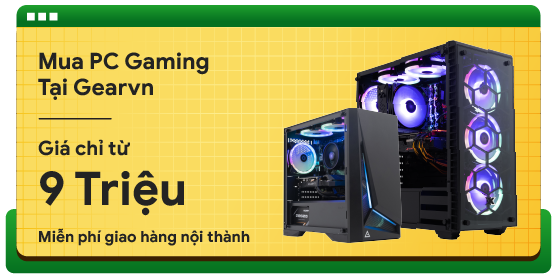 Mua PC Gaming
Tại Gearvn
Giá chỉ từ
9 Triệu
Miễn phí giao hàng nội thành